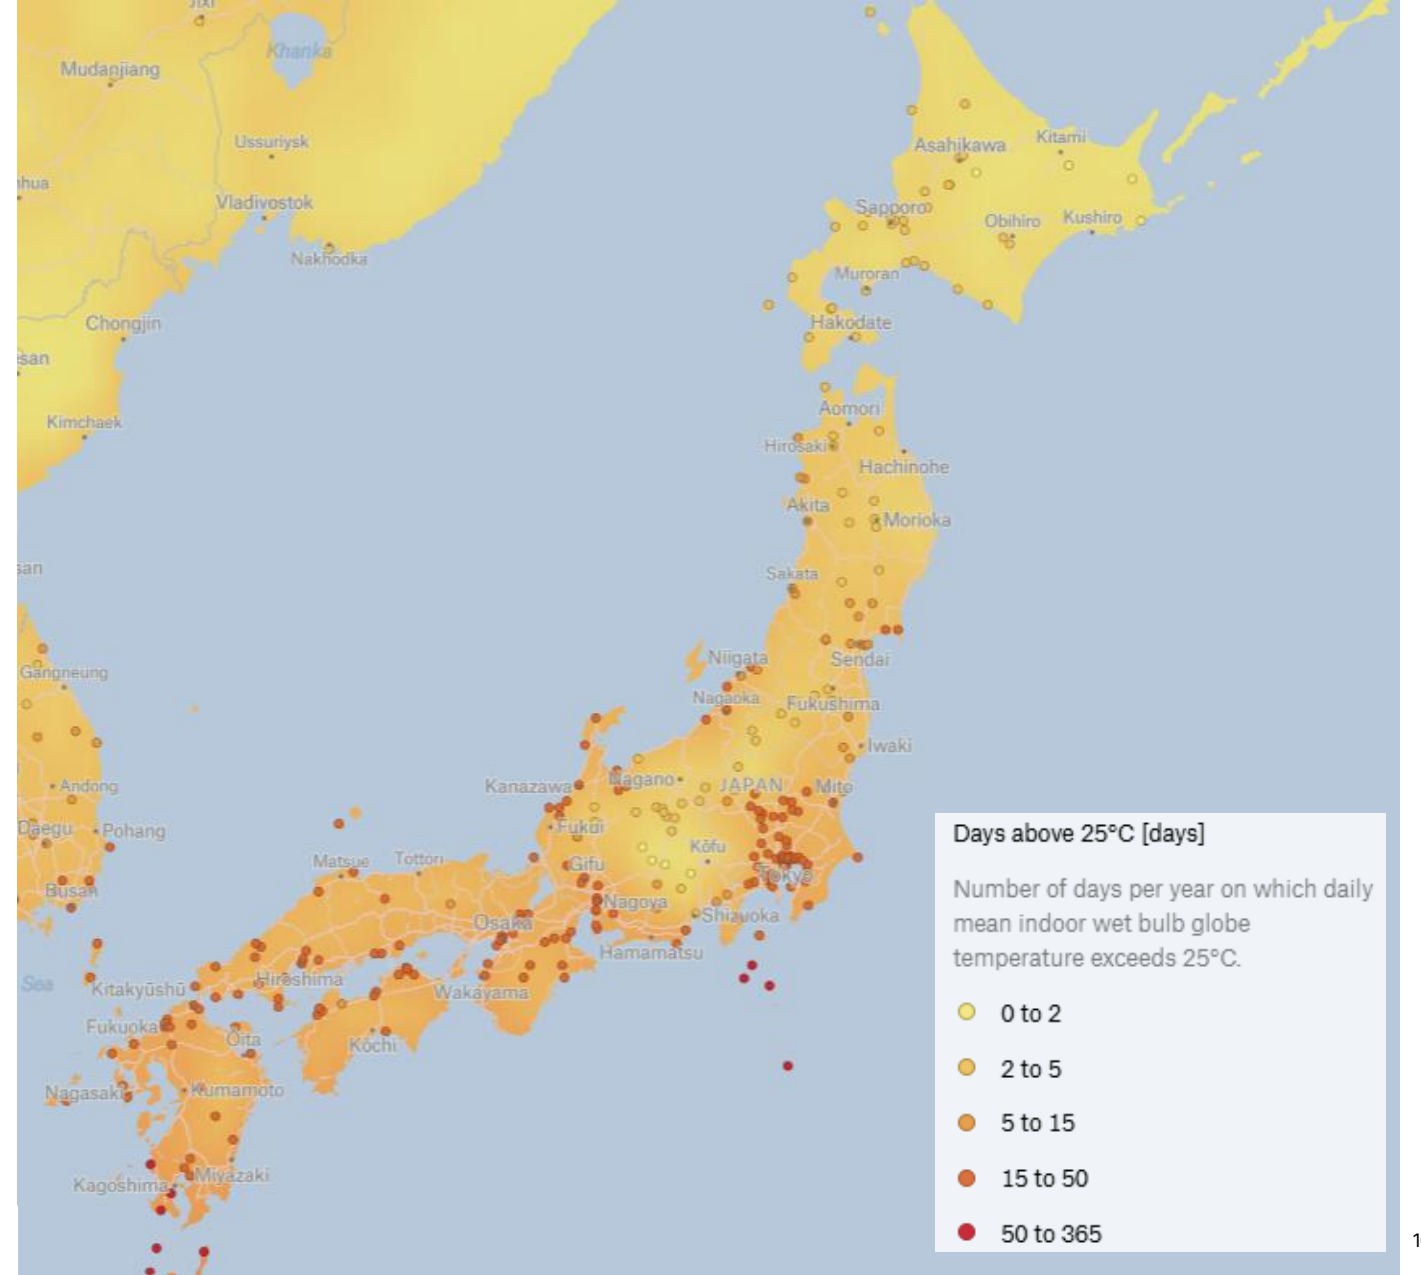 Jixi
Khanka
Mudanjiang
Ussuriysk
Vladivostok
Nakhodka
Chongjin
Kimchaek
Asahikawa
Kitami
Sapporo
Obihiro
Kushiro
Muroran
Hakodate
Aomori
Hirosaki
Hachinohe
Akita
Morioka
Sakata
Gangneung
Niigata
Sendai
Nagaoka
Fukushima
Iwaki
Andong
Kanazawa
Nagano
JAPAN
Mito
Daegu
Pohang
Fukui
Kōfu
Matsue
Tottori
Gifu
Tokyo
Busan
Nagoya
Shizuoka
Osaka
Hamamatsu
Sea
Kitakyūshū
Hiroshima
Wakayama
Fukuoka
Ōita
Kōchi
Nagasaki
Kumamoto
Kagoshima
Miyazaki
Days above 25°C [days]
Number of days per year on which daily
mean indoor wet bulb globe
temperature exceeds 25°C.
0 to 2
2 to 5
5 to 15
15 to 50
50 to 365
1